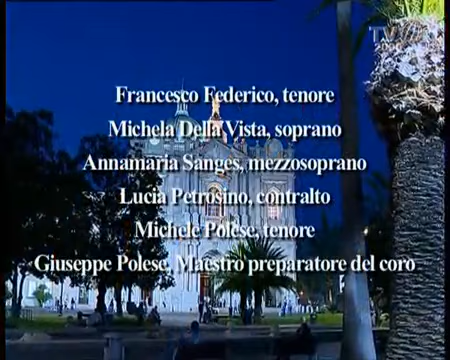 TV
Francesco Federico, tenore
Michela Della Vista, soprano
Annamaria Sanges, mezzosoprano
Lucia Petrosino, contralto
Michele Polese, tenore
Giuseppe Polese, Maestro preparatore del coro